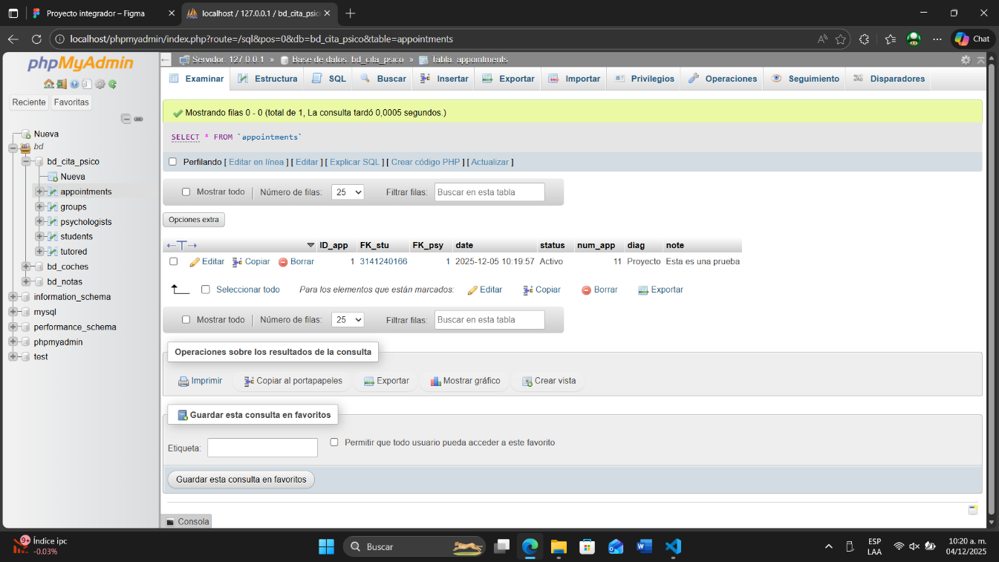 Proyecto integrador – Figma
localhost / 127.0.0.1 / bd_cita_psic
localhost/phpmyadmin/index.php?route=/sql&pos=0&db=bd_cita_psico&table=appointments
Chat
phpMyAdmin
Reciente Favoritas
Nueva
bd
bd_cita_psico
Nueva
appointments
groups
psychologists
students
tutored
bd_coches
bd_notas
information_schema
mysql
performance_schema
phpmyadmin
test
Servidor: 127.0.0.1 » Base de datos: bd_cita_psico » Tabla: appointments
Examinar Estructura SQL Buscar Insertar Exportar Importar Privilegios Operaciones Seguimiento Disparadores
Mostrando filas 0 - 0 (total de 1, La consulta tardó 0,0005 segundos.)
SELECT * FROM `appointments`
Perfilando [ Editar en línea ] [ Editar ] [ Explicar SQL ] [ Crear código PHP ] [ Actualizar ]
Mostrar todo Número de filas: 25 Filtrar filas: Buscar en esta tabla
Opciones extra
←T→ ID_app FK_stu FK_psy date status num_app diag note
Editar Copiar Borrar 1 3141240166 1 2025-12-05 10:19:57 Activo 11 Proyecto Esta es una prueba
Seleccionar todo Para los elementos que están marcados: Editar Copiar Borrar Exportar
Mostrar todo Número de filas: 25 Filtrar filas: Buscar en esta tabla
Operaciones sobre los resultados de la consulta
Imprimir Copiar al portapapeles Exportar Mostrar gráfico Crear vista
Guardar esta consulta en favoritos
Etiqueta: Permitir que todo usuario pueda acceder a este favorito
Guardar esta consulta en favoritos
Consola
9+ Índice ipc
-0.03%
Buscar
ESP
LAA
10:20 a. m.
04/12/2025